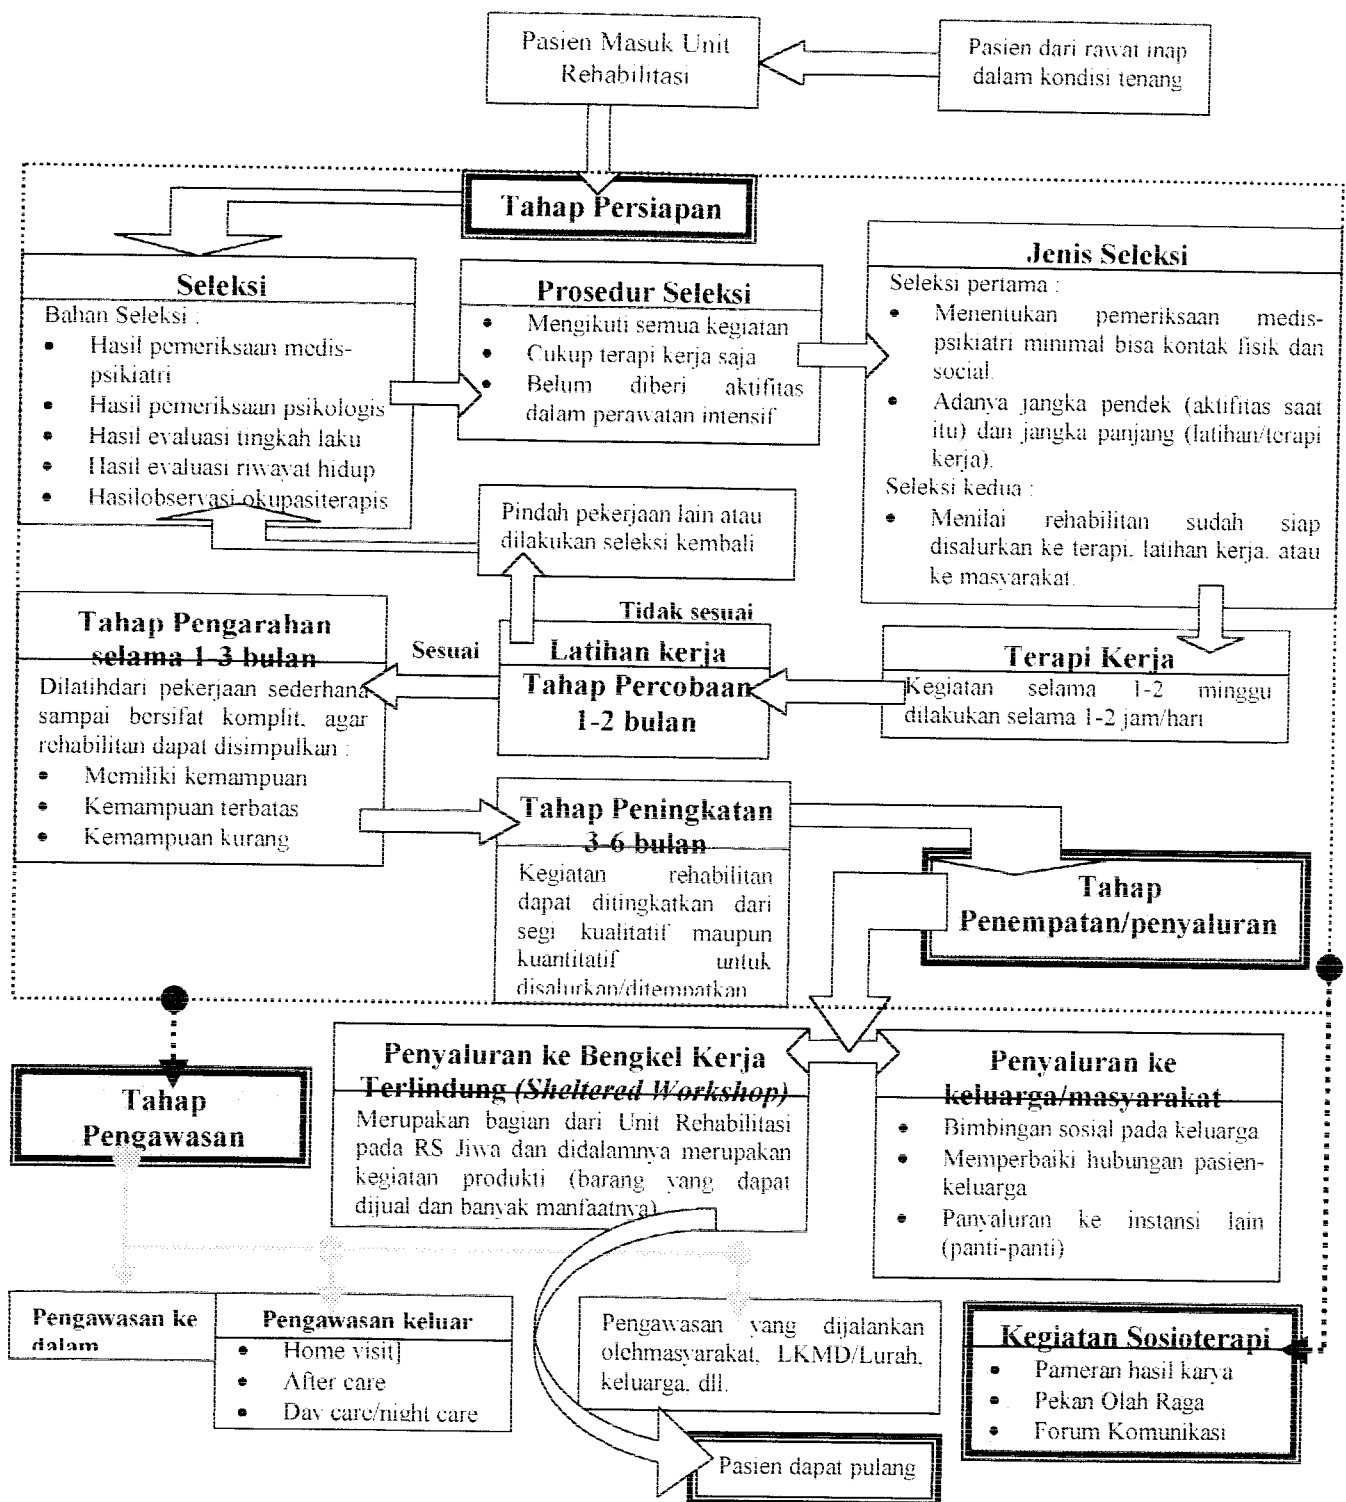 Pasien Masuk Unit
Rehabilitasi
Pasien dari rawat inap
dalam kondisi tenang
Tahap Persiapan
Seleksi
Bahan Seleksi :
• Hasil pemeriksaan medis-
psikiatri
• Hasil pemeriksaan psikologis
• Hasil evaluasi tingkah laku
• Hasil evaluasi riwayat hidup
• Hasilobservasi okupasiterapis
Prosedur Seleksi
• Mengikuti semua kegiatan
• Cukup terapi kerja saja
• Belum diberi aktifitas
dalam perawatan intensif
Jenis Seleksi
Seleksi pertama :
• Menentukan pemeriksaan medis-
psikiatri minimal bisa kontak fisik dan
social.
• Adanya jangka pendek (aktifitas saat
itu) dan jangka panjang (latihan/terapi
kerja).
Seleksi kedua :
• Menilai rehabilitan sudah siap
disalurkan ke terapi, latihan kerja, atau
ke masyarakat.
Pindah pekerjaan lain atau
dilakukan seleksi kembali
Tidak sesuai
Sesuai
Terapi Kerja
Kegiatan selama 1-2 minggu
dilakukan selama 1-2 jam/hari
Latihan kerja
Tahap Percobaan
1-2 bulan
Tahap Pengarahan
selama 1-3 bulan
Dilatihdari pekerjaan sederhana
sampai bersifat komplit, agar
rehabilitan dapat disimpulkan :
• Memiliki kemampuan
• Kemampuan terbatas
• Kemampuan kurang
Tahap Peningkatan
3-6 bulan
Kegiatan rehabilitan
dapat ditingkatkan dari
segi kualitatif maupun
kuantitatif untuk
disalurkan/ditempatkan
Tahap
Penempatan/penyaluran
Penyaluran ke Bengkel Kerja
Terlindung (Sheltered Workshop)
Merupakan bagian dari Unit Rehabilitasi
pada RS Jiwa dan didalamnya merupakan
kegiatan produkti (barang yang dapat
dijual dan banyak manfaatnya)
Penyaluran ke
keluarga/masyarakat
• Bimbingan sosial pada keluarga
• Memperbaiki hubungan pasien-
keluarga
• Panyaluran ke instansi lain
(panti-panti)
Tahap
Pengawasan
Pengawasan ke
dalam
Pengawasan keluar
• Home visit]
• After care
• Day care/night care
Pengawasan yang dijalankan
olehmasyarakat, LKMD/Lurah,
keluarga, dll.
Kegiatan Sosioterapi
• Pameran hasil karya
• Pekan Olah Raga
• Forum Komunikasi
Pasien dapat pulang